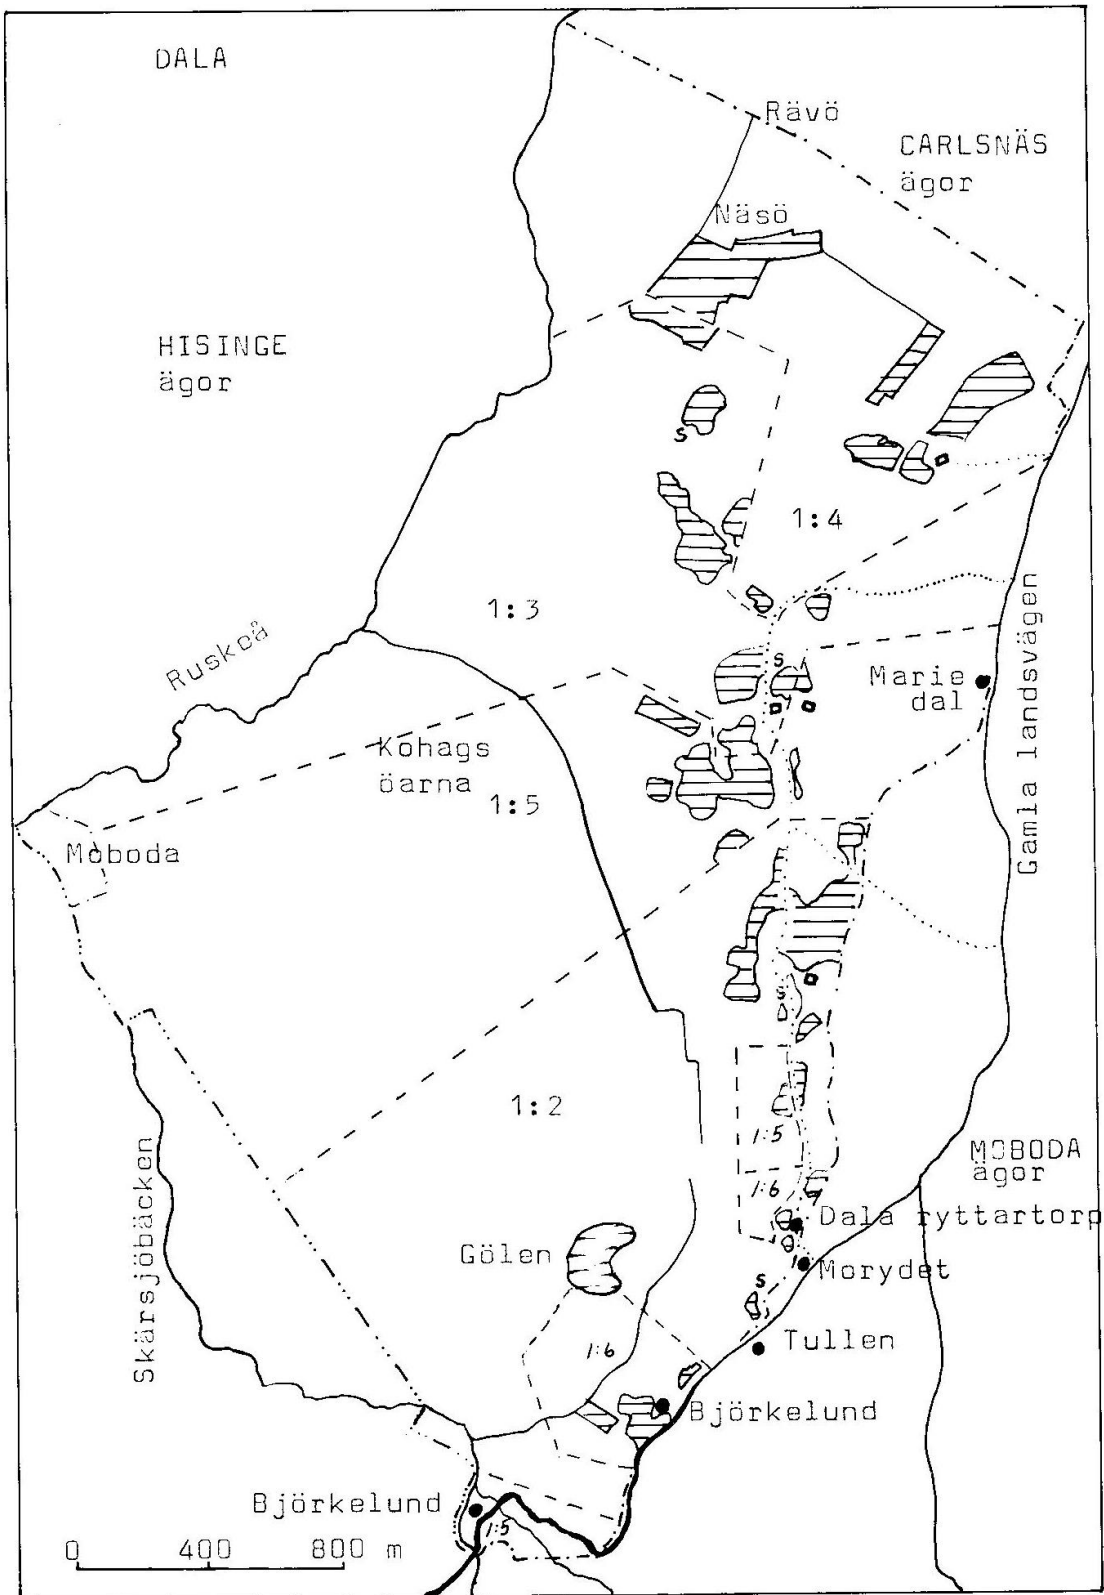 DALA
Rävö
CARLSNÄS
ägor
Näsö
HISINGE
ägor
S
1:4
1:3
Ruskeå
S
Marie
dal
Gamla landsvägen
Kohags
öarna
1:5
Moboda
S
1:2
1:5
MOBODA
ägor
1:6
Skärsjöbäcken
Dala ryttartorp
Gölen
Morydet
S
1:6
Tullen
Björkelund
Björkelund
1:5
0 400 800 m